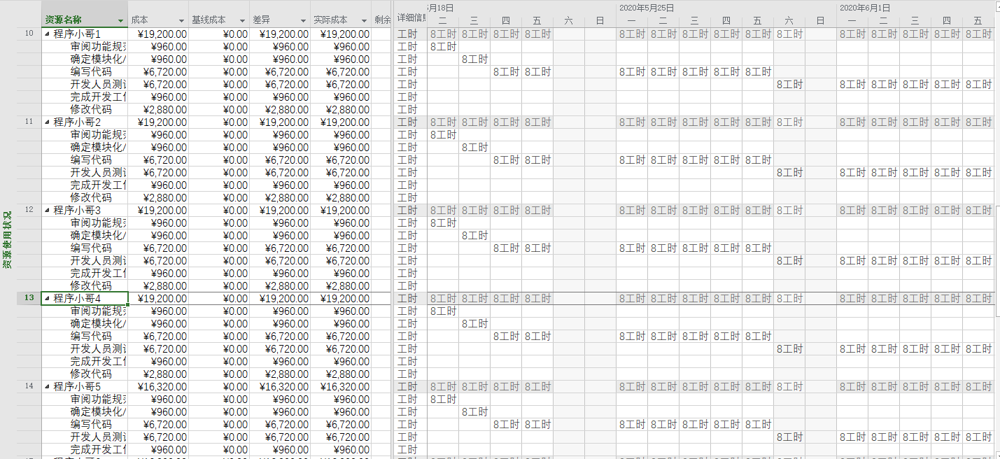 月18日 2020年5月25日 2020年6月1日
资源名称 成本 基线成本 差异 实际成本 剩余 详细信息 二 三 四 五 六 日 一 二 三 四 五 六 日 一 二 三 四 五
10 程序小哥1 ¥19,200.00 ¥0.00 ¥19,200.00 ¥19,200.00 工时 8工时 8工时 8工时 8工时 8工时 8工时 8工时 8工时 8工时 8工时 8工时 8工时 8工时 8工时 8工时
审阅功能规 ¥960.00 ¥0.00 ¥960.00 ¥960.00 工时 8工时
确定模块化/ ¥960.00 ¥0.00 ¥960.00 ¥960.00 工时 8工时
编写代码 ¥6,720.00 ¥0.00 ¥6,720.00 ¥6,720.00 工时 8工时 8工时 8工时 8工时 8工时 8工时 8工时
开发人员测 ¥6,720.00 ¥0.00 ¥6,720.00 ¥6,720.00 工时 8工时 8工时 8工时 8工时 8工时 8工时
完成开发工 ¥960.00 ¥0.00 ¥960.00 ¥960.00 工时
修改代码 ¥2,880.00 ¥0.00 ¥2,880.00 ¥2,880.00 工时
11 程序小哥2 ¥19,200.00 ¥0.00 ¥19,200.00 ¥19,200.00 工时 8工时 8工时 8工时 8工时 8工时 8工时 8工时 8工时 8工时 8工时 8工时 8工时 8工时 8工时 8工时
审阅功能规 ¥960.00 ¥0.00 ¥960.00 ¥960.00 工时 8工时
确定模块化/ ¥960.00 ¥0.00 ¥960.00 ¥960.00 工时 8工时
编写代码 ¥6,720.00 ¥0.00 ¥6,720.00 ¥6,720.00 工时 8工时 8工时 8工时 8工时 8工时 8工时 8工时
开发人员测 ¥6,720.00 ¥0.00 ¥6,720.00 ¥6,720.00 工时 8工时 8工时 8工时 8工时 8工时 8工时
完成开发工 ¥960.00 ¥0.00 ¥960.00 ¥960.00 工时
修改代码 ¥2,880.00 ¥0.00 ¥2,880.00 ¥2,880.00 工时
12 程序小哥3 ¥19,200.00 ¥0.00 ¥19,200.00 ¥19,200.00 工时 8工时 8工时 8工时 8工时 8工时 8工时 8工时 8工时 8工时 8工时 8工时 8工时 8工时 8工时 8工时
审阅功能规 ¥960.00 ¥0.00 ¥960.00 ¥960.00 工时 8工时
确定模块化/ ¥960.00 ¥0.00 ¥960.00 ¥960.00 工时 8工时
编写代码 ¥6,720.00 ¥0.00 ¥6,720.00 ¥6,720.00 工时 8工时 8工时 8工时 8工时 8工时 8工时 8工时
开发人员测 ¥6,720.00 ¥0.00 ¥6,720.00 ¥6,720.00 工时 8工时 8工时 8工时 8工时 8工时 8工时
完成开发工 ¥960.00 ¥0.00 ¥960.00 ¥960.00 工时
修改代码 ¥2,880.00 ¥0.00 ¥2,880.00 ¥2,880.00 工时
13 程序小哥4 ¥19,200.00 ¥0.00 ¥19,200.00 ¥19,200.00 工时 8工时 8工时 8工时 8工时 8工时 8工时 8工时 8工时 8工时 8工时 8工时 8工时 8工时 8工时 8工时
审阅功能规 ¥960.00 ¥0.00 ¥960.00 ¥960.00 工时 8工时
确定模块化/ ¥960.00 ¥0.00 ¥960.00 ¥960.00 工时 8工时
编写代码 ¥6,720.00 ¥0.00 ¥6,720.00 ¥6,720.00 工时 8工时 8工时 8工时 8工时 8工时 8工时 8工时
开发人员测 ¥6,720.00 ¥0.00 ¥6,720.00 ¥6,720.00 工时 8工时 8工时 8工时 8工时 8工时 8工时
完成开发工 ¥960.00 ¥0.00 ¥960.00 ¥960.00 工时
修改代码 ¥2,880.00 ¥0.00 ¥2,880.00 ¥2,880.00 工时
14 程序小哥5 ¥16,320.00 ¥0.00 ¥16,320.00 ¥16,320.00 工时 8工时 8工时 8工时 8工时 8工时 8工时 8工时 8工时 8工时 8工时 8工时 8工时 8工时 8工时 8工时
审阅功能规 ¥960.00 ¥0.00 ¥960.00 ¥960.00 工时 8工时
确定模块化/ ¥960.00 ¥0.00 ¥960.00 ¥960.00 工时 8工时
编写代码 ¥6,720.00 ¥0.00 ¥6,720.00 ¥6,720.00 工时 8工时 8工时 8工时 8工时 8工时 8工时 8工时
开发人员测 ¥6,720.00 ¥0.00 ¥6,720.00 ¥6,720.00 工时 8工时 8工时 8工时 8工时 8工时 8工时
完成开发工 ¥960.00 ¥0.00 ¥960.00 ¥960.00 工时
资源使用状况